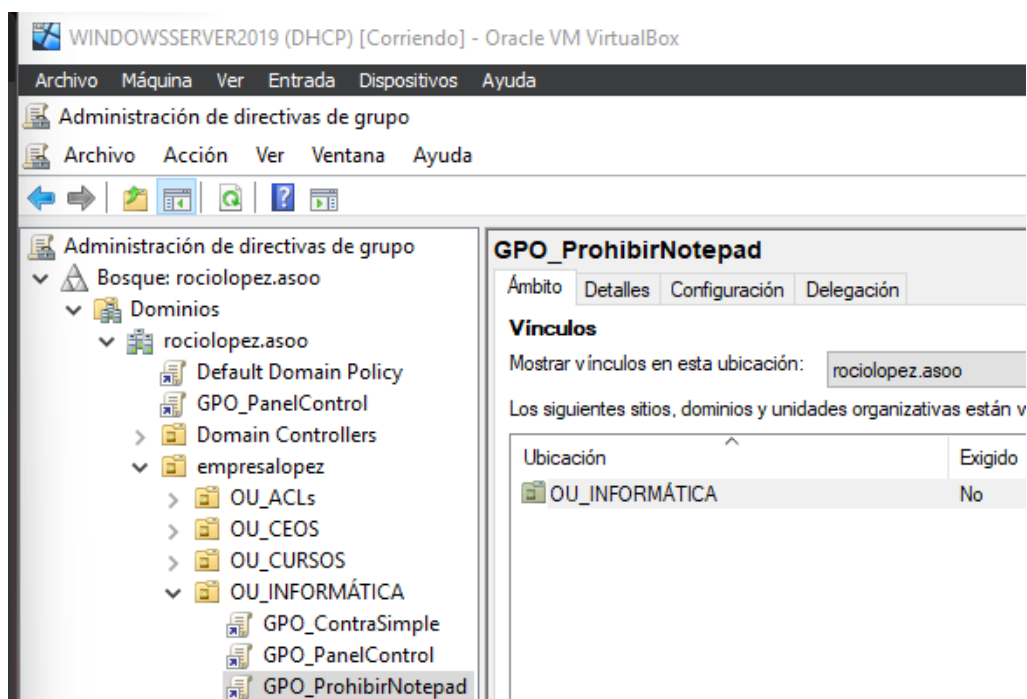 WINDOWSSERVER2019 (DHCP) [Corriendo] - Oracle VM VirtualBox
Archivo Máquina Ver Entrada Dispositivos Ayuda
Administración de directivas de grupo
Archivo Acción Ver Ventana Ayuda
Administración de directivas de grupo
Bosque: rociolopez.asoo
Dominios
rociolopez.asoo
Default Domain Policy
GPO_PanelControl
Domain Controllers
empresalopez
OU_ACLs
OU_CEOS
OU_CURSOS
OU_INFORMÁTICA
GPO_ContraSimple
GPO_PanelControl
GPO_ProhibirNotepad
GPO_ProhibirNotepad
Ámbito Detalles Configuración Delegación
Vínculos
Mostrar vínculos en esta ubicación: rociolopez.asoo
Los siguientes sitios, dominios y unidades organizativas están v
Ubicación Exigido
OU_INFORMÁTICA No